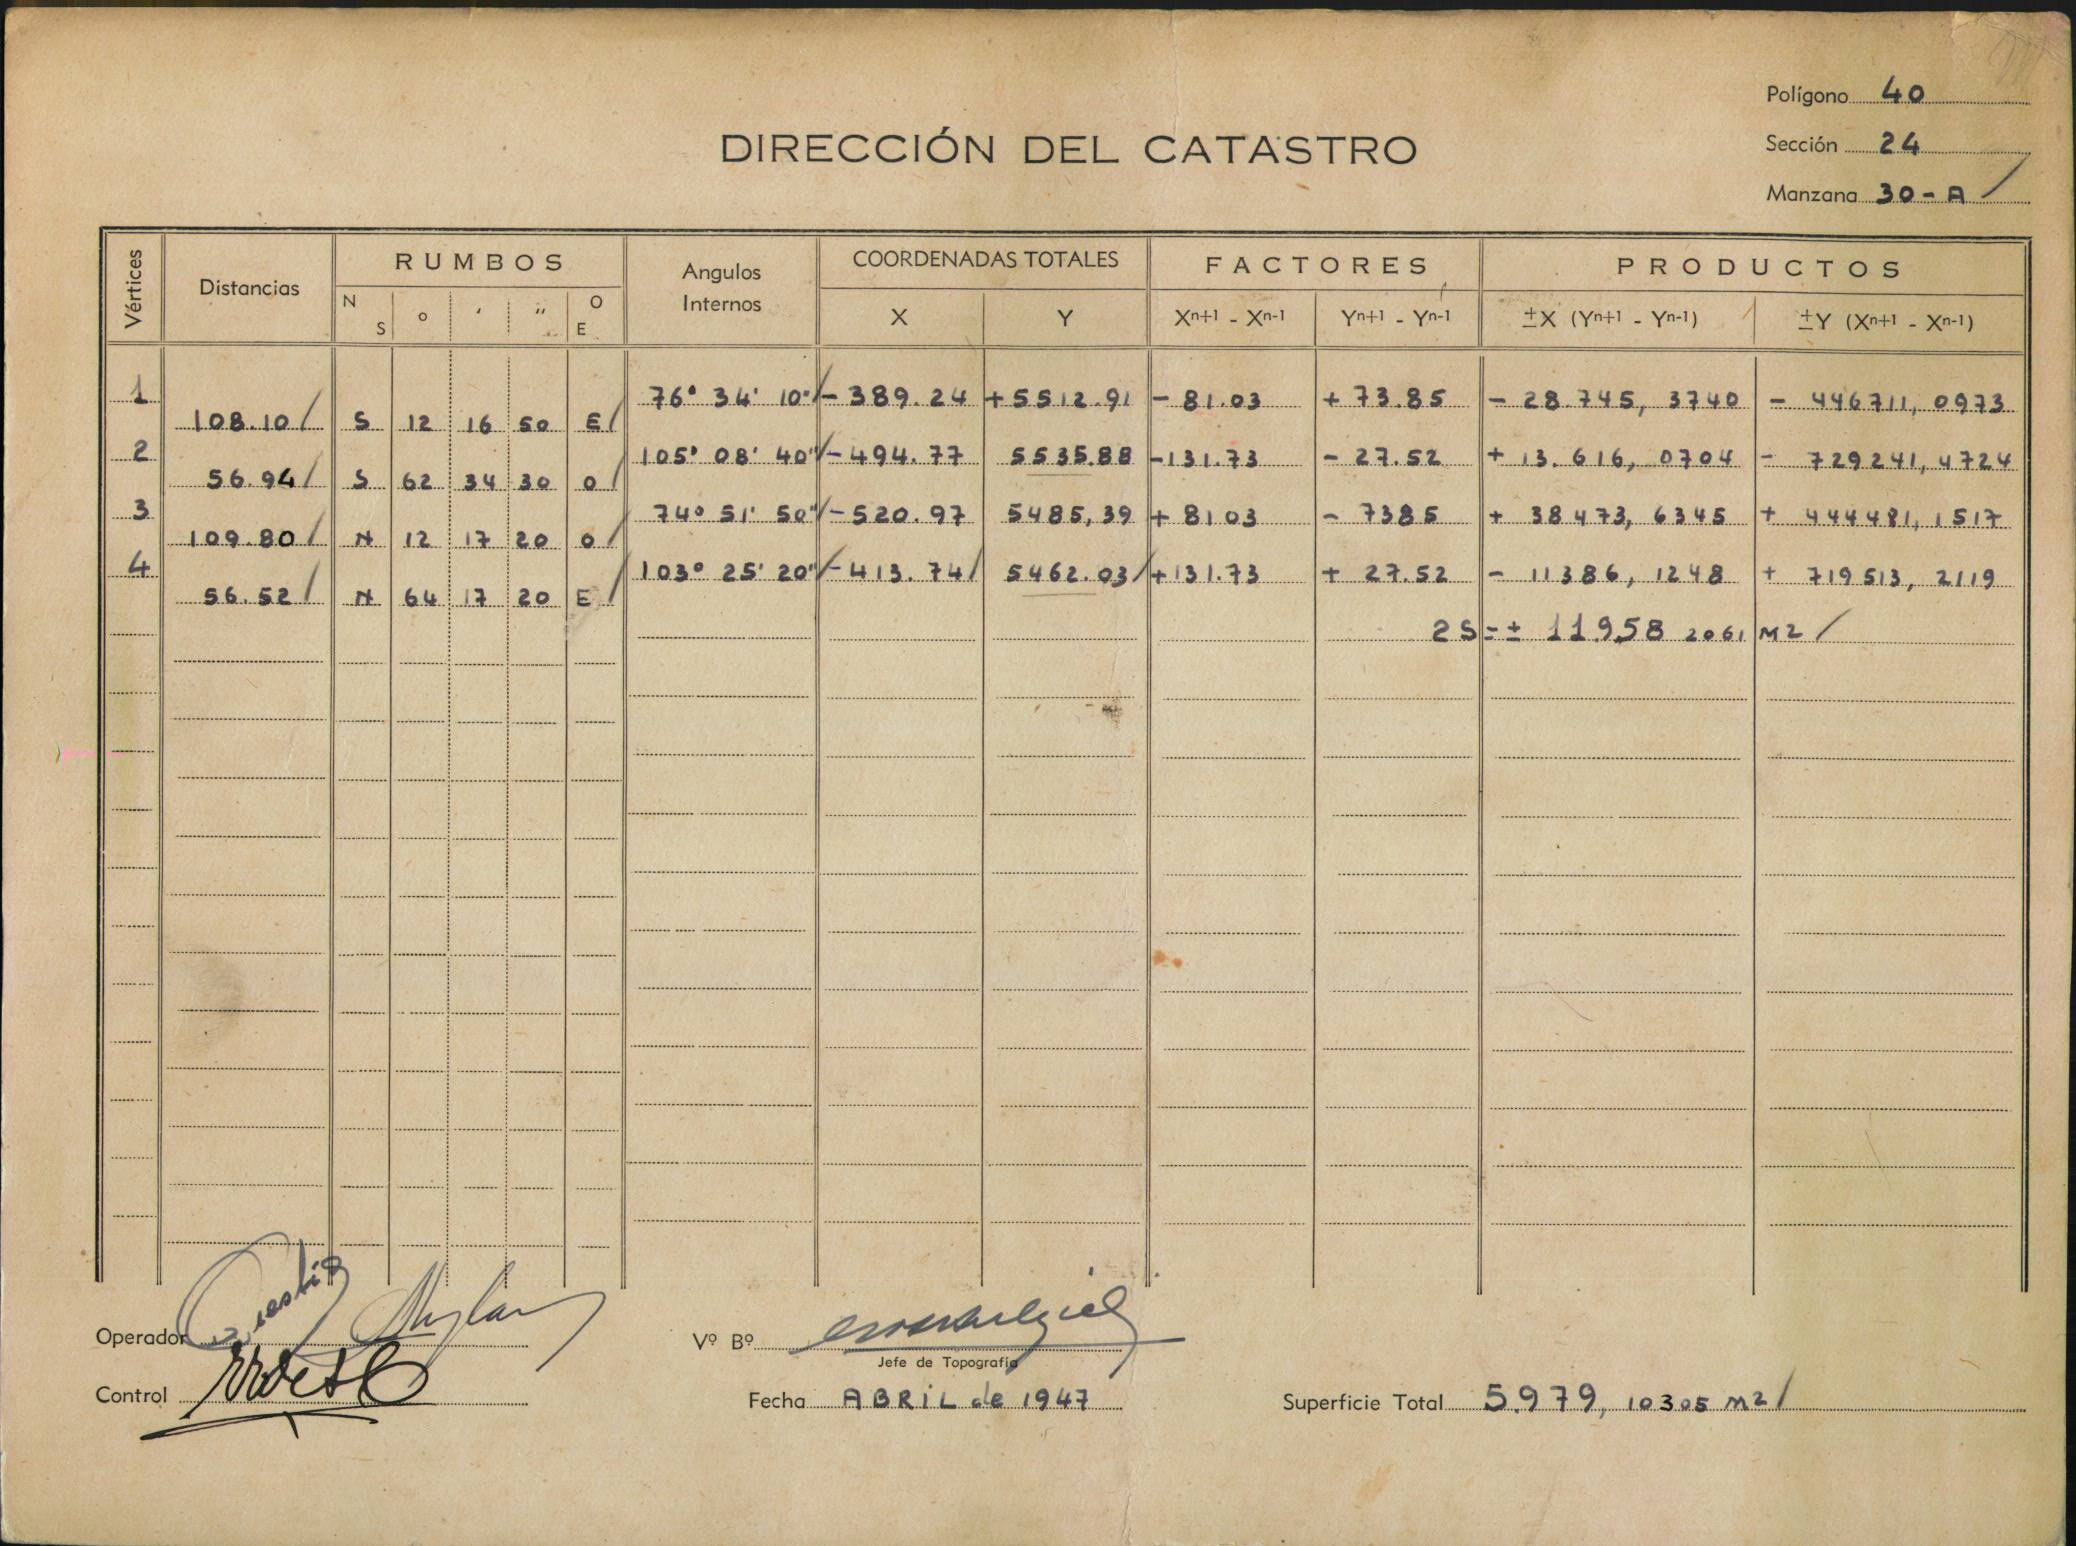 Polígono 40
DIRECCIÓN DEL CATASTRO
Sección 24
Manzana 30-A /
Vértices Distancias RUMBOS Angulos Internos COORDENADAS TOTALES FACTORES PRODUCTOS
N S ° ' '' O E X Y Xn+1 - Xn-1 Yn+1 - Yn-1 ±X (Yn+1 - Yn-1) ±Y (Xn+1 - Xn-1)
1 76° 34' 10"/ - 389.24 +5512.91 - 81.03 + 73.85 - 28.745, 3740 - 446711, 0973
108.10/ S 12 16 50 E/
2 105° 08' 40"/ -494.77 5535.88 -131.73 - 27.52 + 13.616, 0704 - 729241, 4724
56.94/ S 62 34 30 O/
3 74° 51' 50"/ -520.97 5485,39 + 8103 - 7385 + 38473, 6345 + 444481, 1517
109.80/ N 12 17 20 O/
4 103° 25' 20"/ -413.74/ 5462.03/ +131.73 + 27.52 - 11386, 1248 + 719513, 2119
56.52/ N 64 17 20 E/
2S = ± 11958 2061 M2/
Operador
Vº Bº
Jefe de Topografía
Control
Fecha ABRIL de 1947
Superficie Total 5.979, 10305 M2/